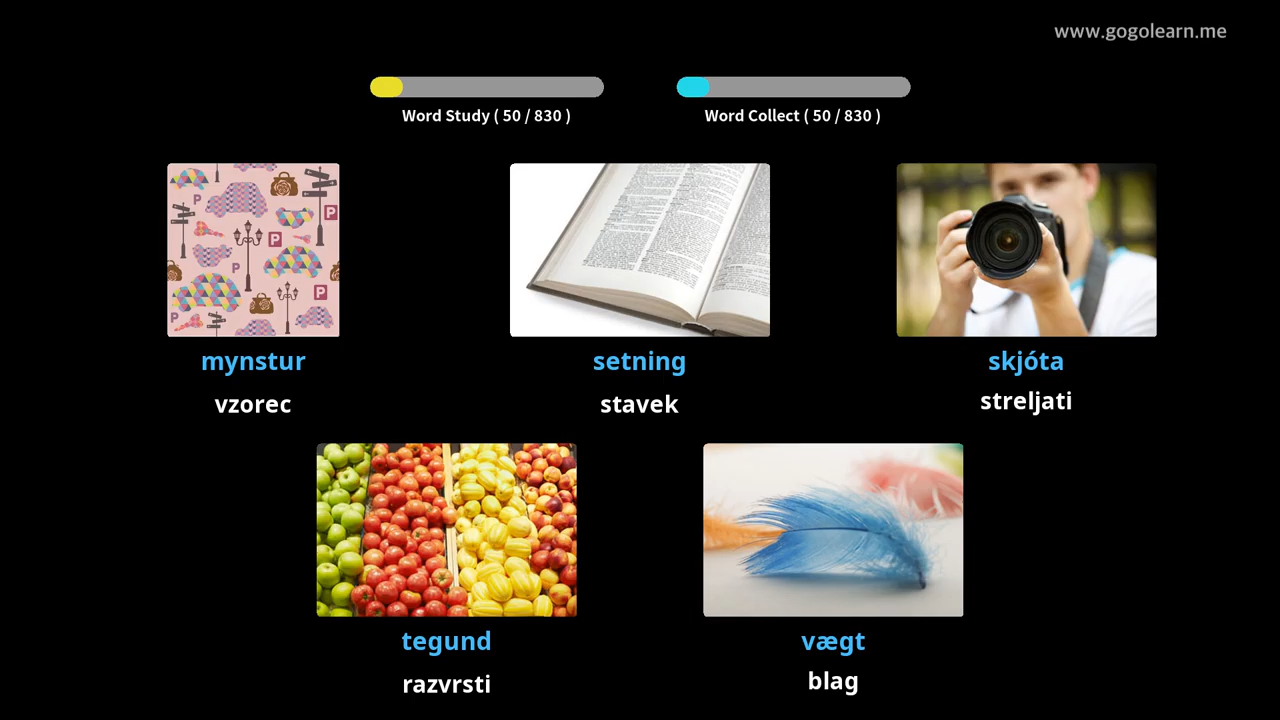 www.gogolearn.me
Word Study ( 50 / 830 )
Word Collect ( 50 / 830 )
P
P
P
P
P
P
mynstur
vzorec
setning
stavek
skjóta
streljati
tegund
razvrsti
vægt
blag